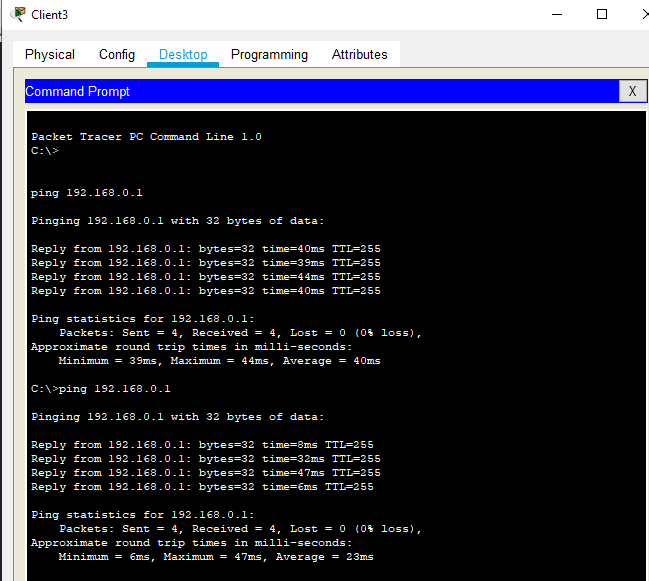 Client3
Physical Config Desktop Programming Attributes
Command Prompt X
Packet Tracer PC Command Line 1.0
C:\>
ping 192.168.0.1
Pinging 192.168.0.1 with 32 bytes of data:
Reply from 192.168.0.1: bytes=32 time=40ms TTL=255
Reply from 192.168.0.1: bytes=32 time=39ms TTL=255
Reply from 192.168.0.1: bytes=32 time=44ms TTL=255
Reply from 192.168.0.1: bytes=32 time=40ms TTL=255
Ping statistics for 192.168.0.1:
Packets: Sent = 4, Received = 4, Lost = 0 (0% loss),
Approximate round trip times in milli-seconds:
Minimum = 39ms, Maximum = 44ms, Average = 40ms
C:\>ping 192.168.0.1
Pinging 192.168.0.1 with 32 bytes of data:
Reply from 192.168.0.1: bytes=32 time=8ms TTL=255
Reply from 192.168.0.1: bytes=32 time=32ms TTL=255
Reply from 192.168.0.1: bytes=32 time=47ms TTL=255
Reply from 192.168.0.1: bytes=32 time=6ms TTL=255
Ping statistics for 192.168.0.1:
Packets: Sent = 4, Received = 4, Lost = 0 (0% loss),
Approximate round trip times in milli-seconds:
Minimum = 6ms, Maximum = 47ms, Average = 23ms